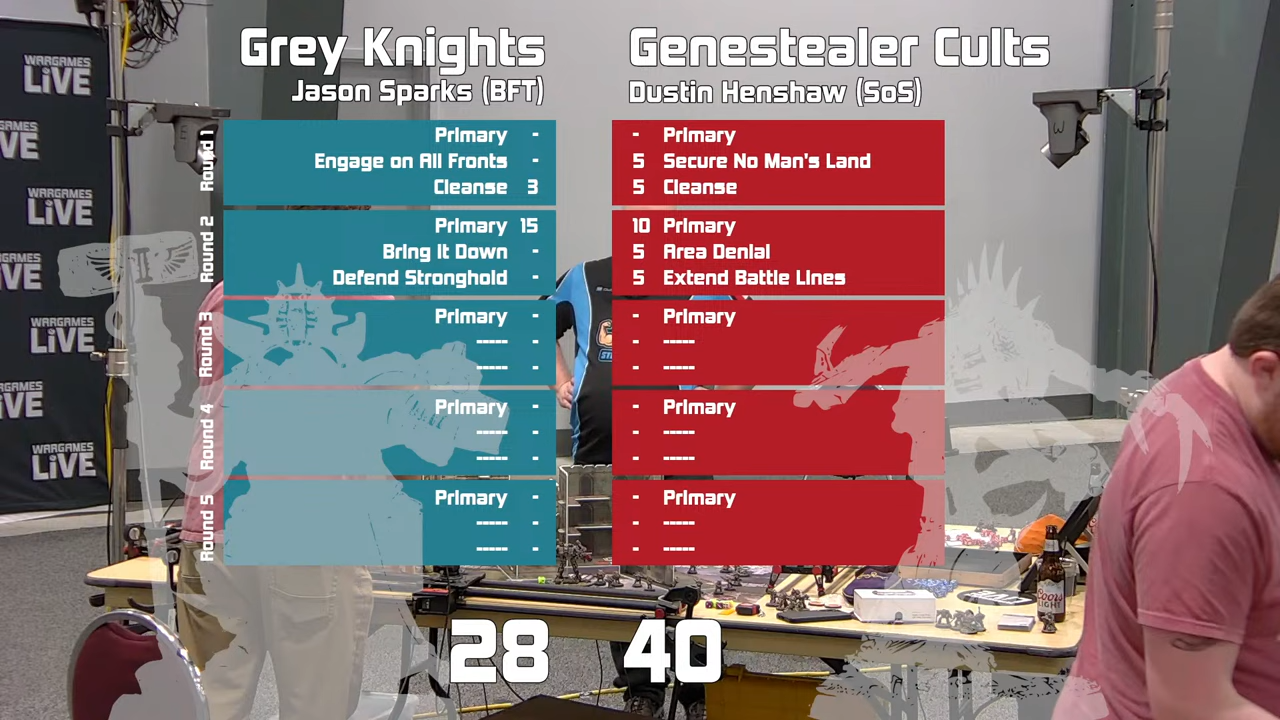 Grey Knights
Jason Sparks (BFT)
Genestealer Cults
Dustin Henshaw (SoS)
Round 1
Primary -
Engage on All Fronts -
Cleanse 3
- Primary
5 Secure No Man's Land
5 Cleanse
Round 2
Primary 15
Bring It Down -
Defend Stronghold -
10 Primary
5 Area Denial
5 Extend Battle Lines
Round 3
Primary -
----- -
----- -
- Primary
- -----
- -----
Round 4
Primary -
----- -
----- -
- Primary
- -----
- -----
Round 5
Primary -
----- -
----- -
- Primary
- -----
- -----
28 40
WARGAMES
LiVE
GAMES
VE
WARGAMES
LiVE
WARGAMES
LiVE
WARGAMES
LiVE
W
Coors
LIGHT